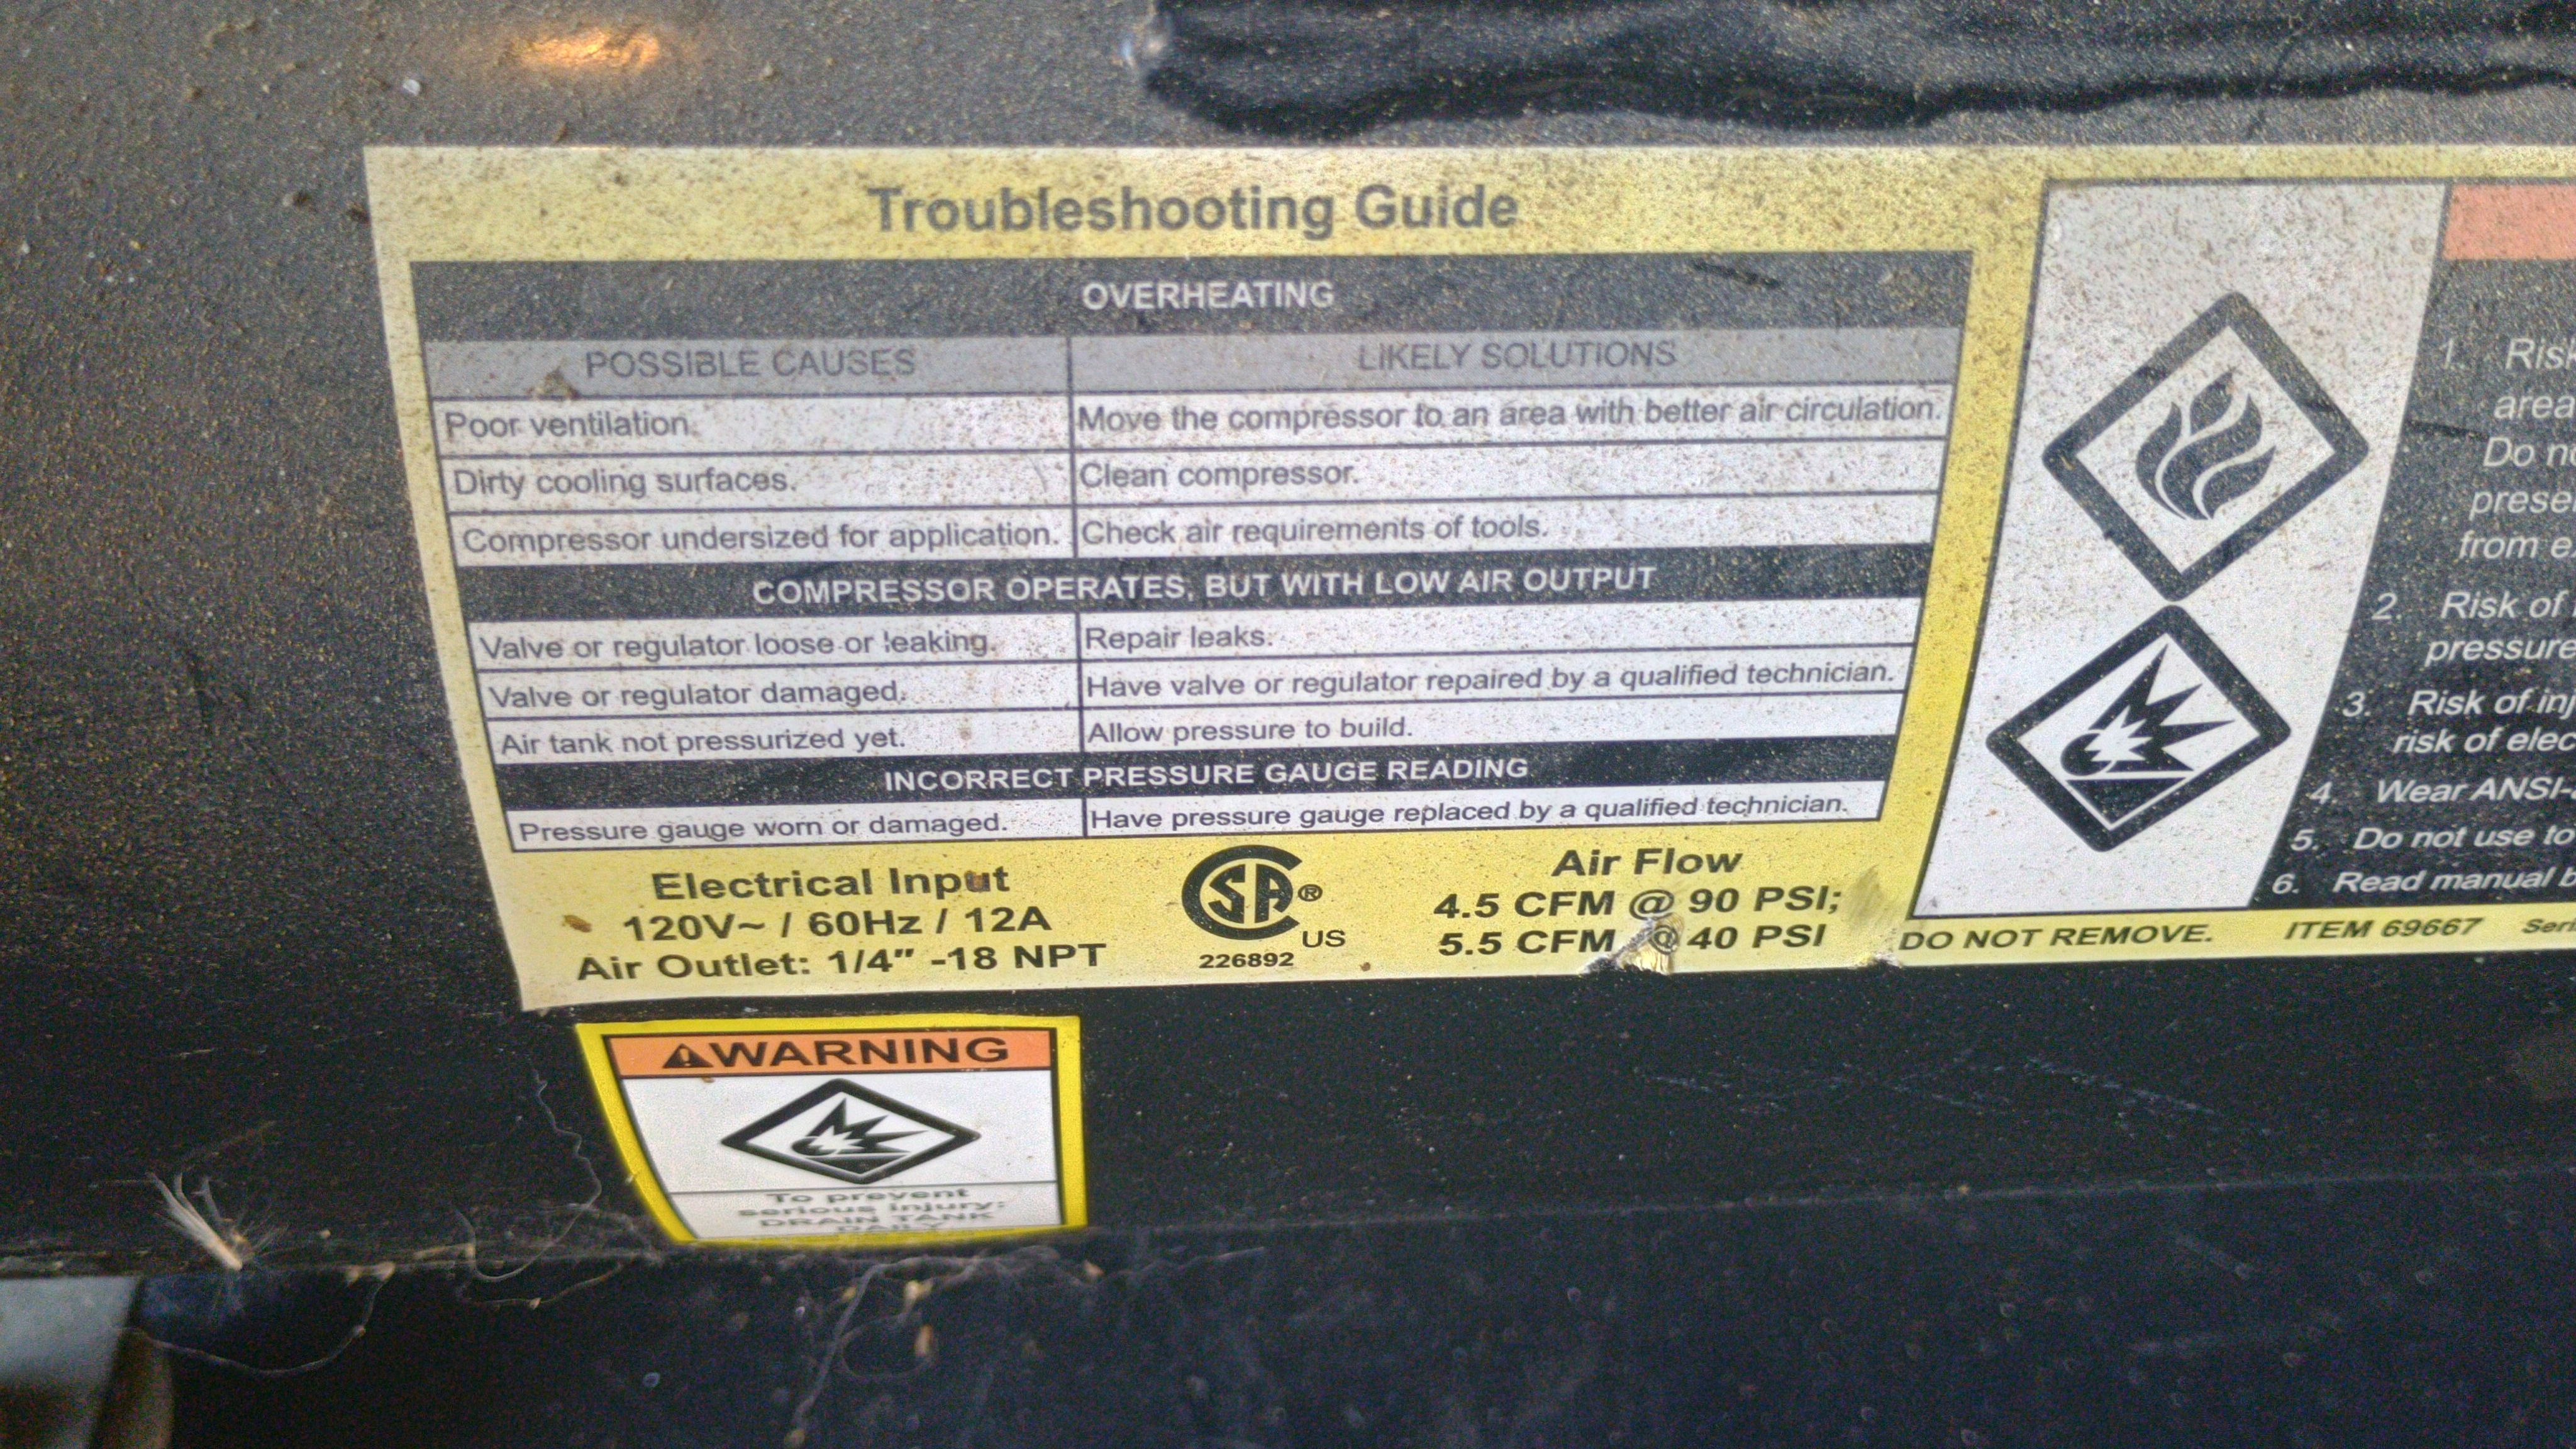 Troubleshooting Guide
OVERHEATING
POSSIBLE CAUSES LIKELY SOLUTIONS
Poor ventilation. Move the compressor to an area with better air circulation.
Dirty cooling surfaces. Clean compressor.
Compressor undersized for application. Check air requirements of tools.
COMPRESSOR OPERATES, BUT WITH LOW AIR OUTPUT
Valve or regulator loose or leaking. Repair leaks.
Valve or regulator damaged. Have valve or regulator repaired by a qualified technician.
Air tank not pressurized yet. Allow pressure to build.
INCORRECT PRESSURE GAUGE READING
Pressure gauge worn or damaged. Have pressure gauge replaced by a qualified technician.
Electrical Input
120V~ / 60Hz / 12A
Air Outlet: 1/4" -18 NPT
SA®
US
226892
Air Flow
4.5 CFM @ 90 PSI;
5.5 CFM @ 40 PSI
1.
area
Do
from
2. Risk of
pressure
3. Risk of
risk of
4. Wear ANSI-
5. Do not use
6. Read manual
DO NOT REMOVE. ITEM 69667
WARNING
To prevent
serious injury:
DRAIN TANK
DAILY